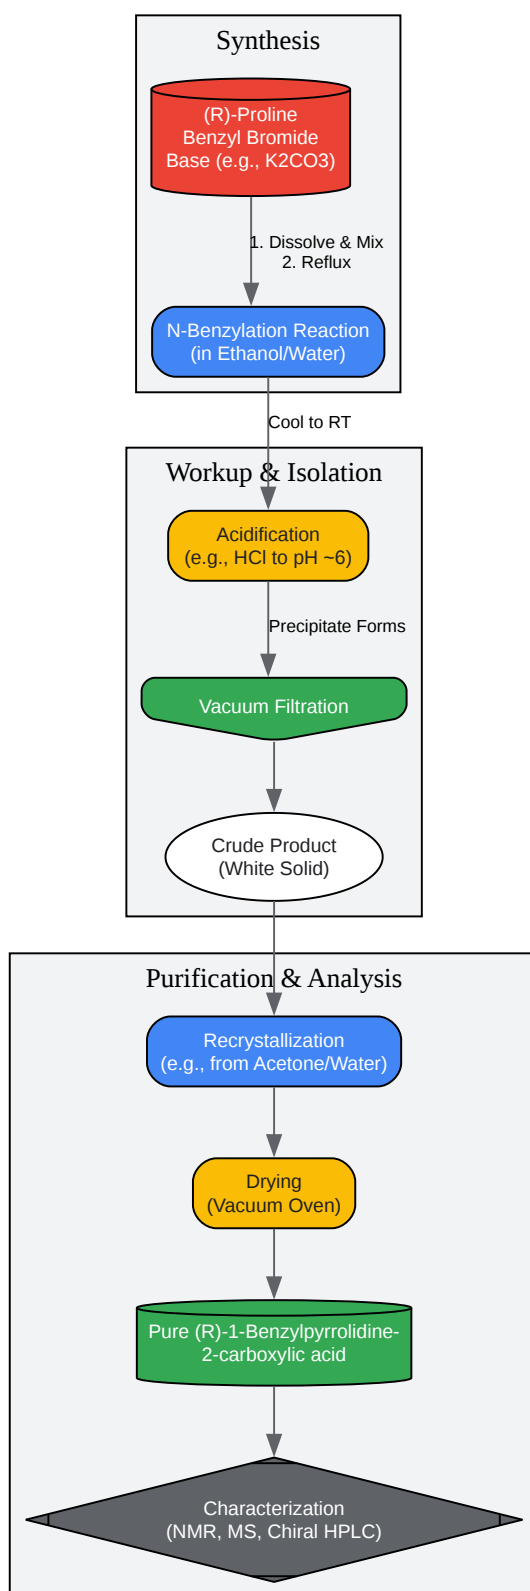 Synthesis
(R)-Proline
Benzyl Bromide
Base (e.g., K2CO3)
1. Dissolve & Mix
2. Reflux
N-Benzylation Reaction
(in Ethanol/Water)
Cool to RT
Workup & Isolation
Acidification
(e.g., HCl to pH ~6)
Precipitate Forms
Vacuum Filtration
Crude Product
(White Solid)
Purification & Analysis
Recrystallization
(e.g., from Acetone/Water)
Drying
(Vacuum Oven)
Pure (R)-1-Benzylpyrrolidine-
2-carboxylic acid
Characterization
(NMR, MS, Chiral HPLC)